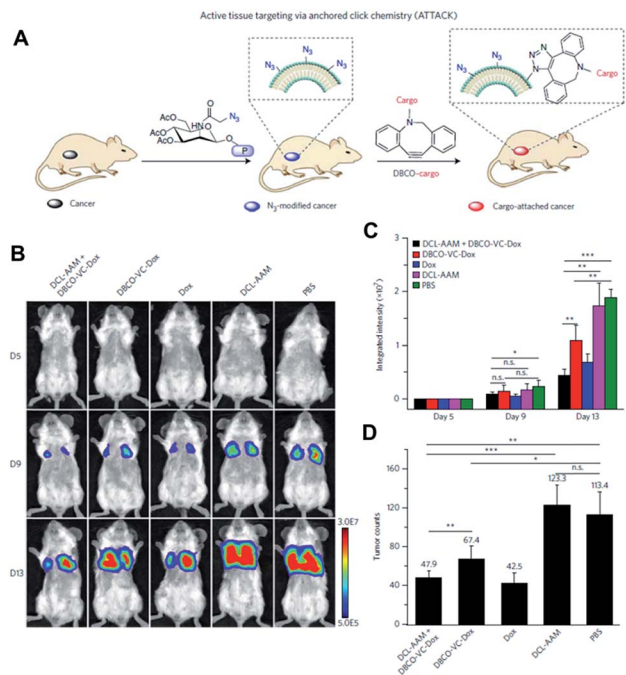 Active tissue targeting via anchored click chemistry (ATTACK)
A
N3
N3
N3
AcO
AcO
AcO
HN
O
N3
O
O
P
Cargo
N
DBCO-cargo
N3
N3
N
N
N
N
Cargo
Cancer
N3-modified cancer
Cargo-attached cancer
B
DCL-AAM +
DBCO-VC-Dox
DBCO-VC-Dox
Dox
DCL-AAM
PBS
D5
D9
D13
3.0E7
5.0E5
C
DCL-AAM + DBCO-VC-Dox
DBCO-VC-Dox
Dox
DCL-AAM
PBS
Integrated intensity (×10⁷)
3
2
1
0
*
n.s.
n.s.
n.s.
***
**
**
**
Day 5
Day 9
Day 13
D
Tumor counts
160
120
80
40
0
**
***
*
n.s.
**
47.9
67.4
42.5
123.3
113.4
DCL-AAM +
DBCO-VC-Dox
DBCO-VC-Dox
Dox
DCL-AAM
PBS